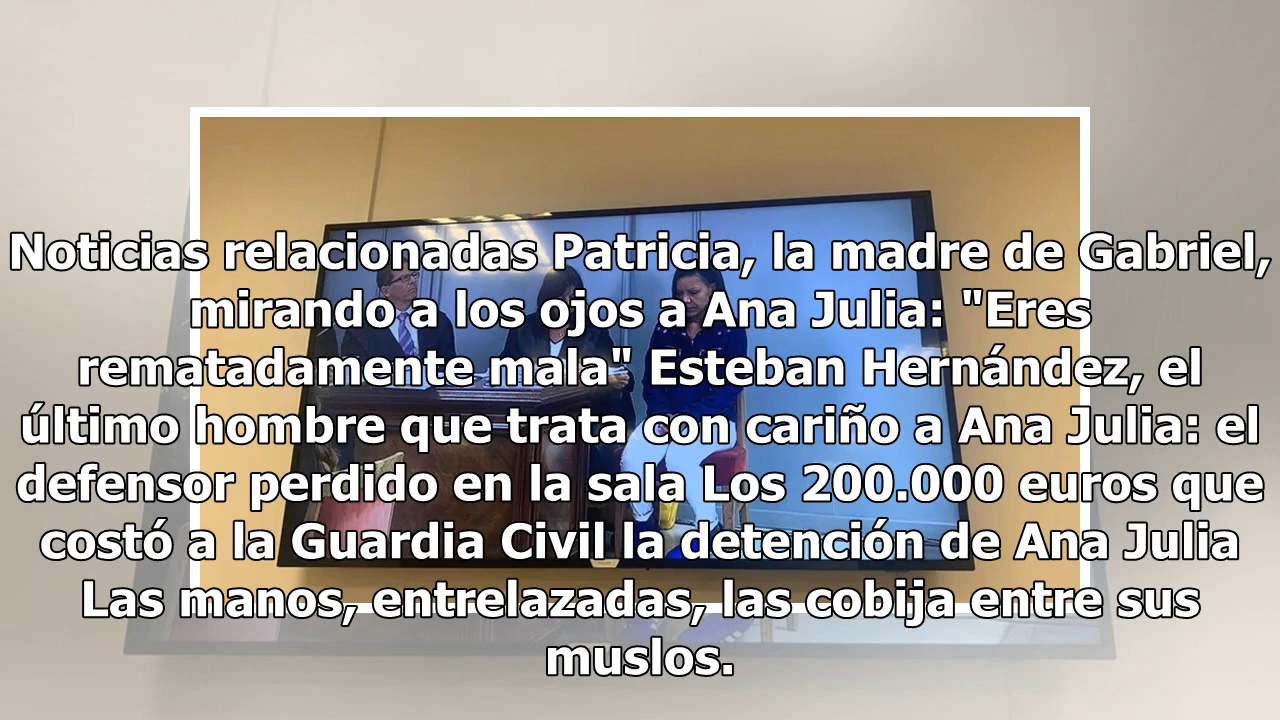 Noticias relacionadas Patricia, la madre de Gabriel,
mirando a los ojos a Ana Julia: "Eres
rematadamente mala" Esteban Hernández, el
último hombre que trata con cariño a Ana Julia: el
defensor perdido en la sala Los 200.000 euros que
costó a la Guardia Civil la detención de Ana Julia
Las manos, entrelazadas, las cobija entre sus
muslos.